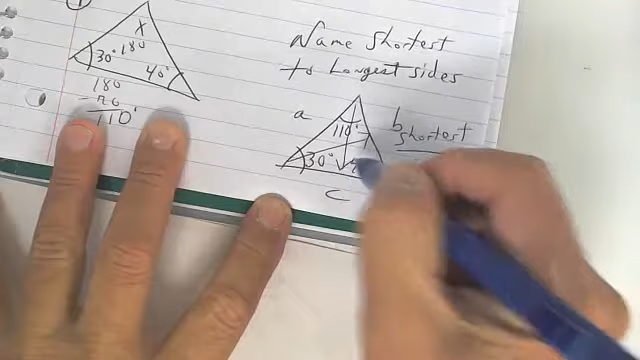 x
180
30°
40°
180
70
110°
Name Shortest
to Longest sides
a
b
shortest
110°
30°
c